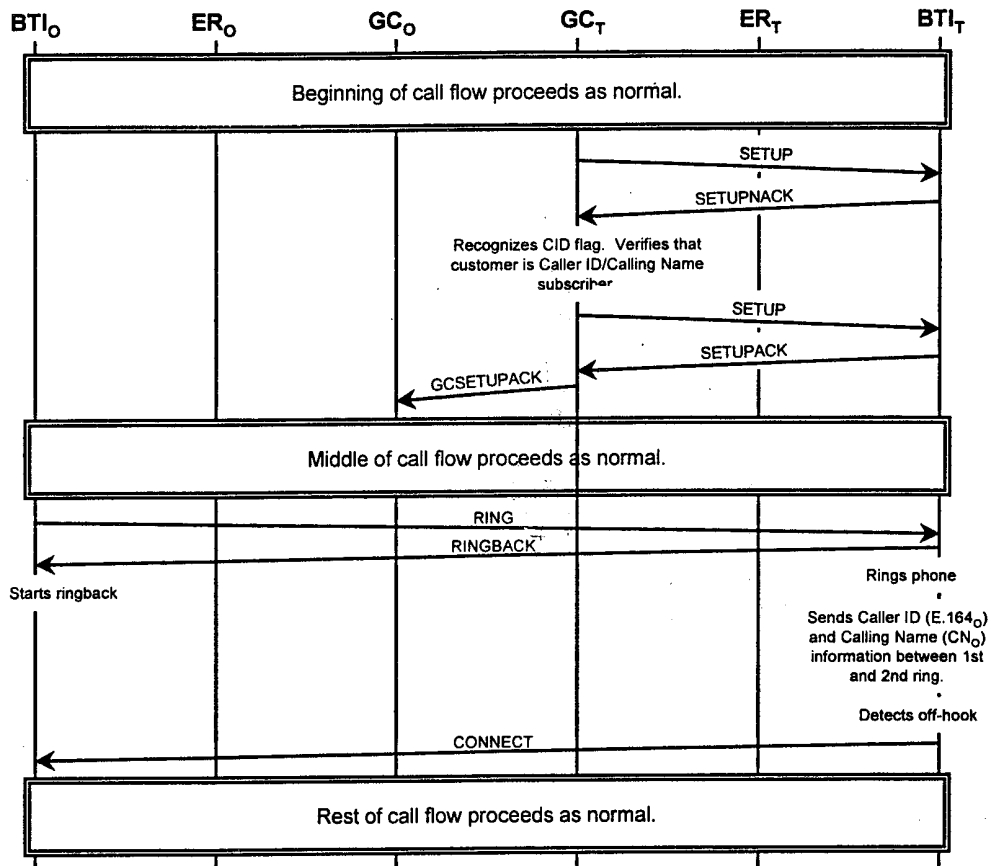 BTI_O ER_O GC_O GC_T ER_T BTI_T
Beginning of call flow proceeds as normal.
SETUP
SETUPNACK
Recognizes CID flag. Verifies that
customer is Caller ID/Calling Name
subscriber
SETUP
SETUPACK
GCSETUPACK
Middle of call flow proceeds as normal.
RING
RINGBACK
Starts ringback
Rings phone
Sends Caller ID (E.164_O)
and Calling Name (CN_O)
information between 1st
and 2nd ring.
Detects off-hook
CONNECT
Rest of call flow proceeds as normal.